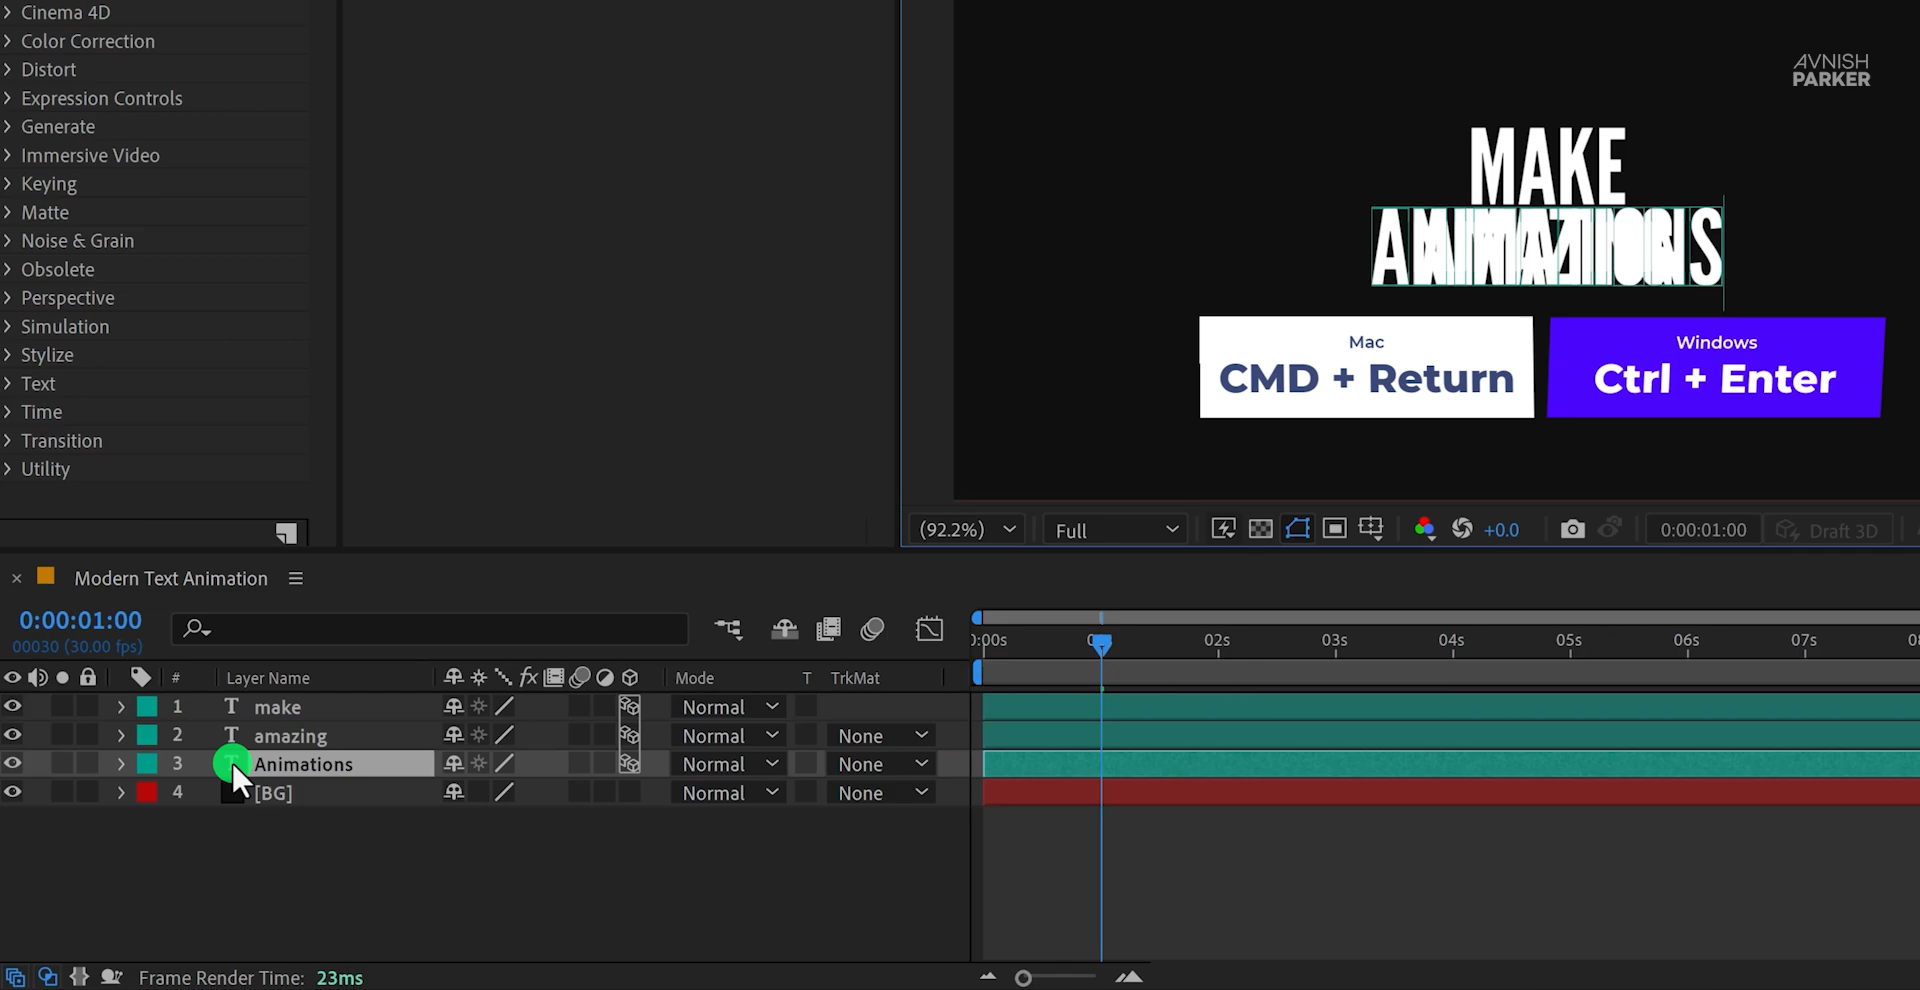 Cinema 4D
Color Correction
Distort
Expression Controls
Generate
Immersive Video
Keying
Matte
Noise & Grain
Obsolete
Perspective
Simulation
Stylize
Text
Time
Transition
Utility
AVNISH
PARKER
MAKE
Mac
CMD + Return
Windows
Ctrl + Enter
(92.2%)
Full
+0.0
0:00:01:00
Draft 3D
Modern Text Animation
0:00:01:00
00030 (30.00 fps)
0:00s
02s
03s
04s
05s
06s
07s
# Layer Name
fx
Mode
T TrkMat
1 T make Normal
2 T amazing Normal None
3 T Animations Normal None
4 [BG] Normal None
Frame Render Time: 23ms